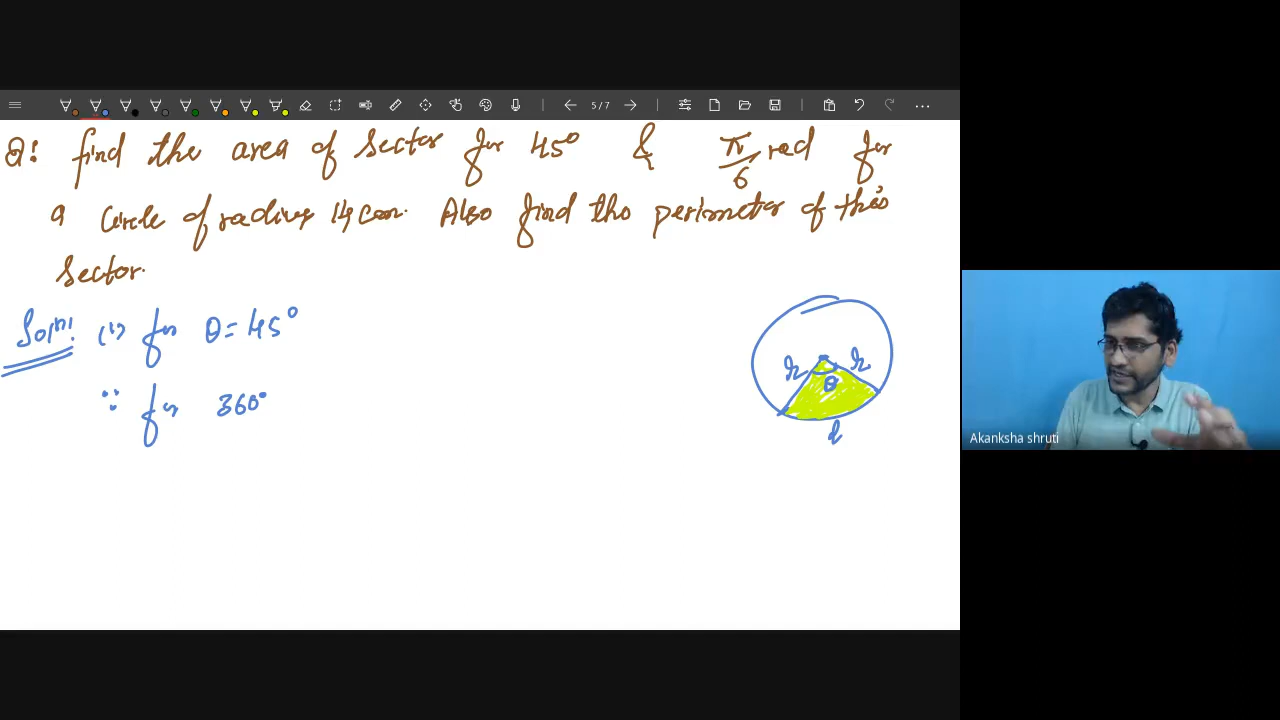 5/7
Q: find the area of sector for 45° & π/6 rad for
a circle of radius 14 cm. Also find the perimeter of this
sector.
Soln: (i) for θ = 45°
∵ for 360°
r r
θ
l
Akanksha shruti